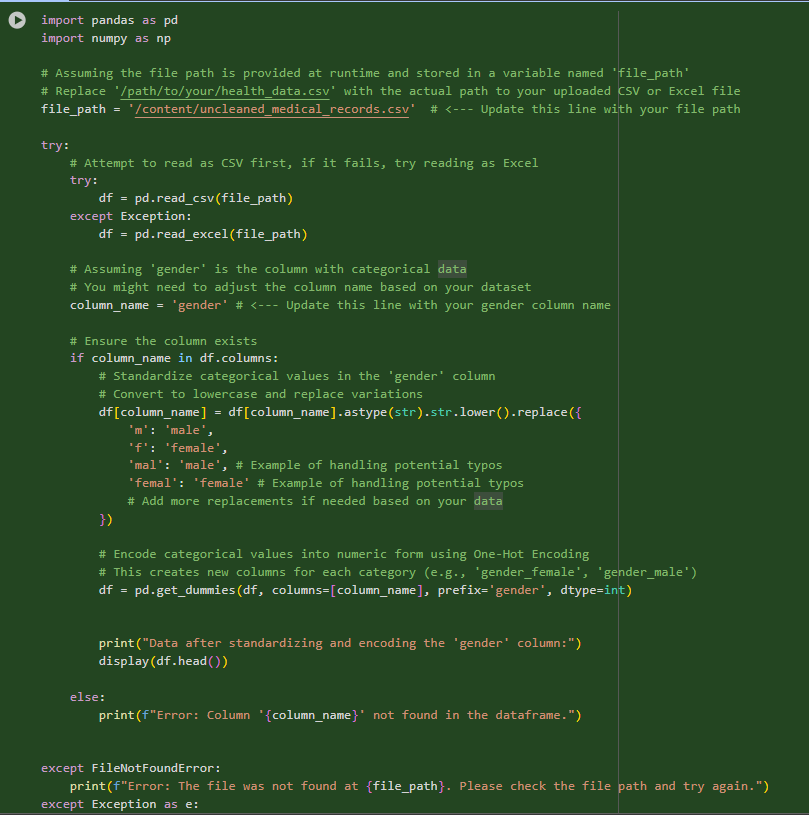 import pandas as pd
import numpy as np
# Assuming the file path is provided at runtime and stored in a variable named 'file_path'
# Replace '/path/to/your/health_data.csv' with the actual path to your uploaded CSV or Excel file
file_path = '/content/uncleaned_medical_records.csv'  # <--- Update this line with your file path
try:
    # Attempt to read as CSV first, if it fails, try reading as Excel
    try:
        df = pd.read_csv(file_path)
    except Exception:
        df = pd.read_excel(file_path)
    # Assuming 'gender' is the column with categorical data
    # You might need to adjust the column name based on your dataset
    column_name = 'gender' # <--- Update this line with your gender column name
    # Ensure the column exists
    if column_name in df.columns:
        # Standardize categorical values in the 'gender' column
        # Convert to lowercase and replace variations
        df[column_name] = df[column_name].astype(str).str.lower().replace({
            'm': 'male',
            'f': 'female',
            'mal': 'male', # Example of handling potential typos
            'femal': 'female' # Example of handling potential typos
            # Add more replacements if needed based on your data
        })
        # Encode categorical values into numeric form using One-Hot Encoding
        # This creates new columns for each category (e.g., 'gender_female', 'gender_male')
        df = pd.get_dummies(df, columns=[column_name], prefix='gender', dtype=int)
        print("Data after standardizing and encoding the 'gender' column:")
        display(df.head())
    else:
        print(f"Error: Column '{column_name}' not found in the dataframe.")
except FileNotFoundError:
    print(f"Error: The file was not found at {file_path}. Please check the file path and try again.")
except Exception as e: